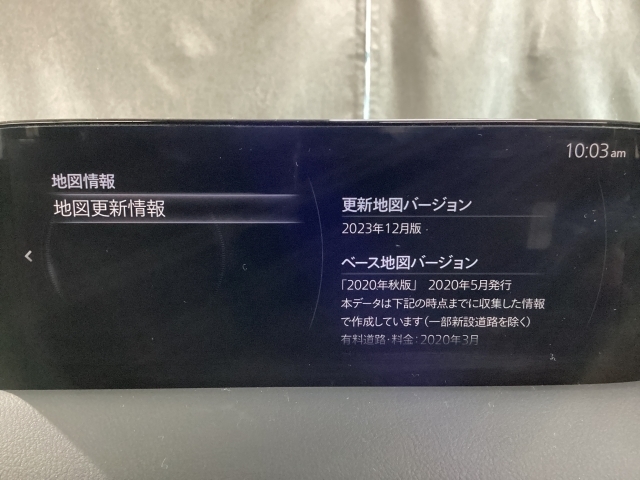 10:03 am
地図情報
地図更新情報
更新地図バージョン
2023年12月版
ベース地図バージョン
「2020年秋版」 2020年5月発行
本データは下記の時点までに収集した情報
で作成しています(一部新設道路を除く)
有料道路・料金：2020年3月